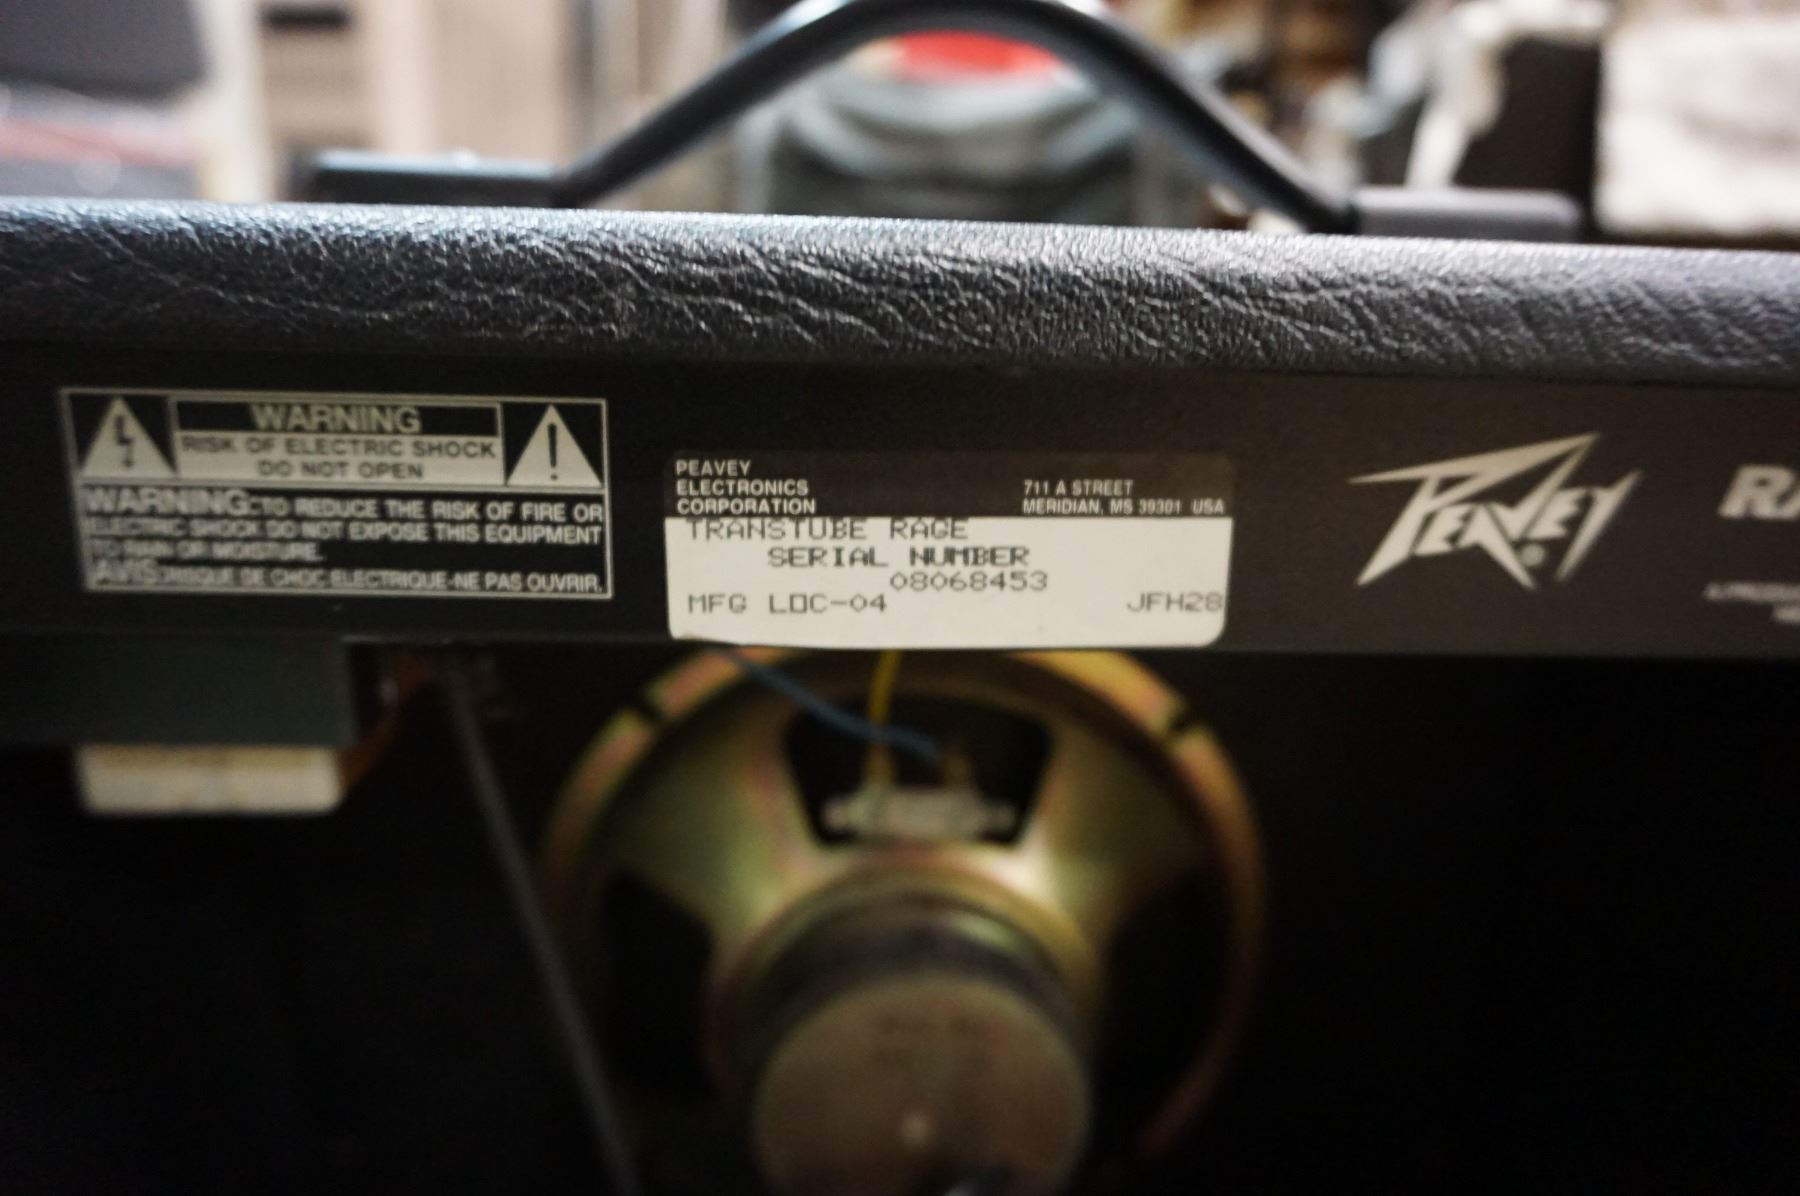 WARNING
RISK OF ELECTRIC SHOCK
DO NOT OPEN
WARNING: TO REDUCE THE RISK OF FIRE OR
ELECTRIC SHOCK DO NOT EXPOSE THIS EQUIPMENT
TO RAIN OR MOISTURE.
AVIS: RISQUE DE CHOC ELECTRIQUE-NE PAS OUVRIR.
PEAVEY
ELECTRONICS
CORPORATION
711 A STREET
MERIDIAN, MS 39301 USA
TRANSTUBE RAGE
SERIAL NUMBER
08068453
MFG LOC-04 JFH28
PEAVEY®